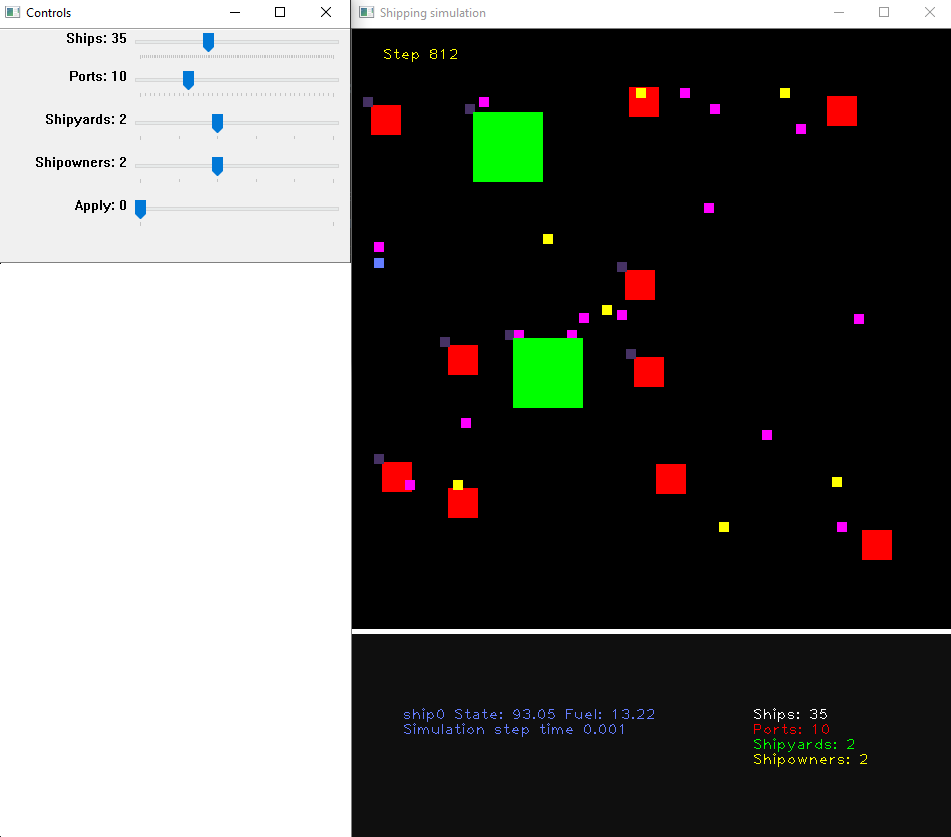 Controls
Ships: 35
Ports: 10
Shipyards: 2
Shipowners: 2
Apply: 0
Shipping simulation
Step 812
ship0 State: 93.05 Fuel: 13.22
Simulation step time 0.001
Ships: 35
Ports: 10
Shipyards: 2
Shipowners: 2